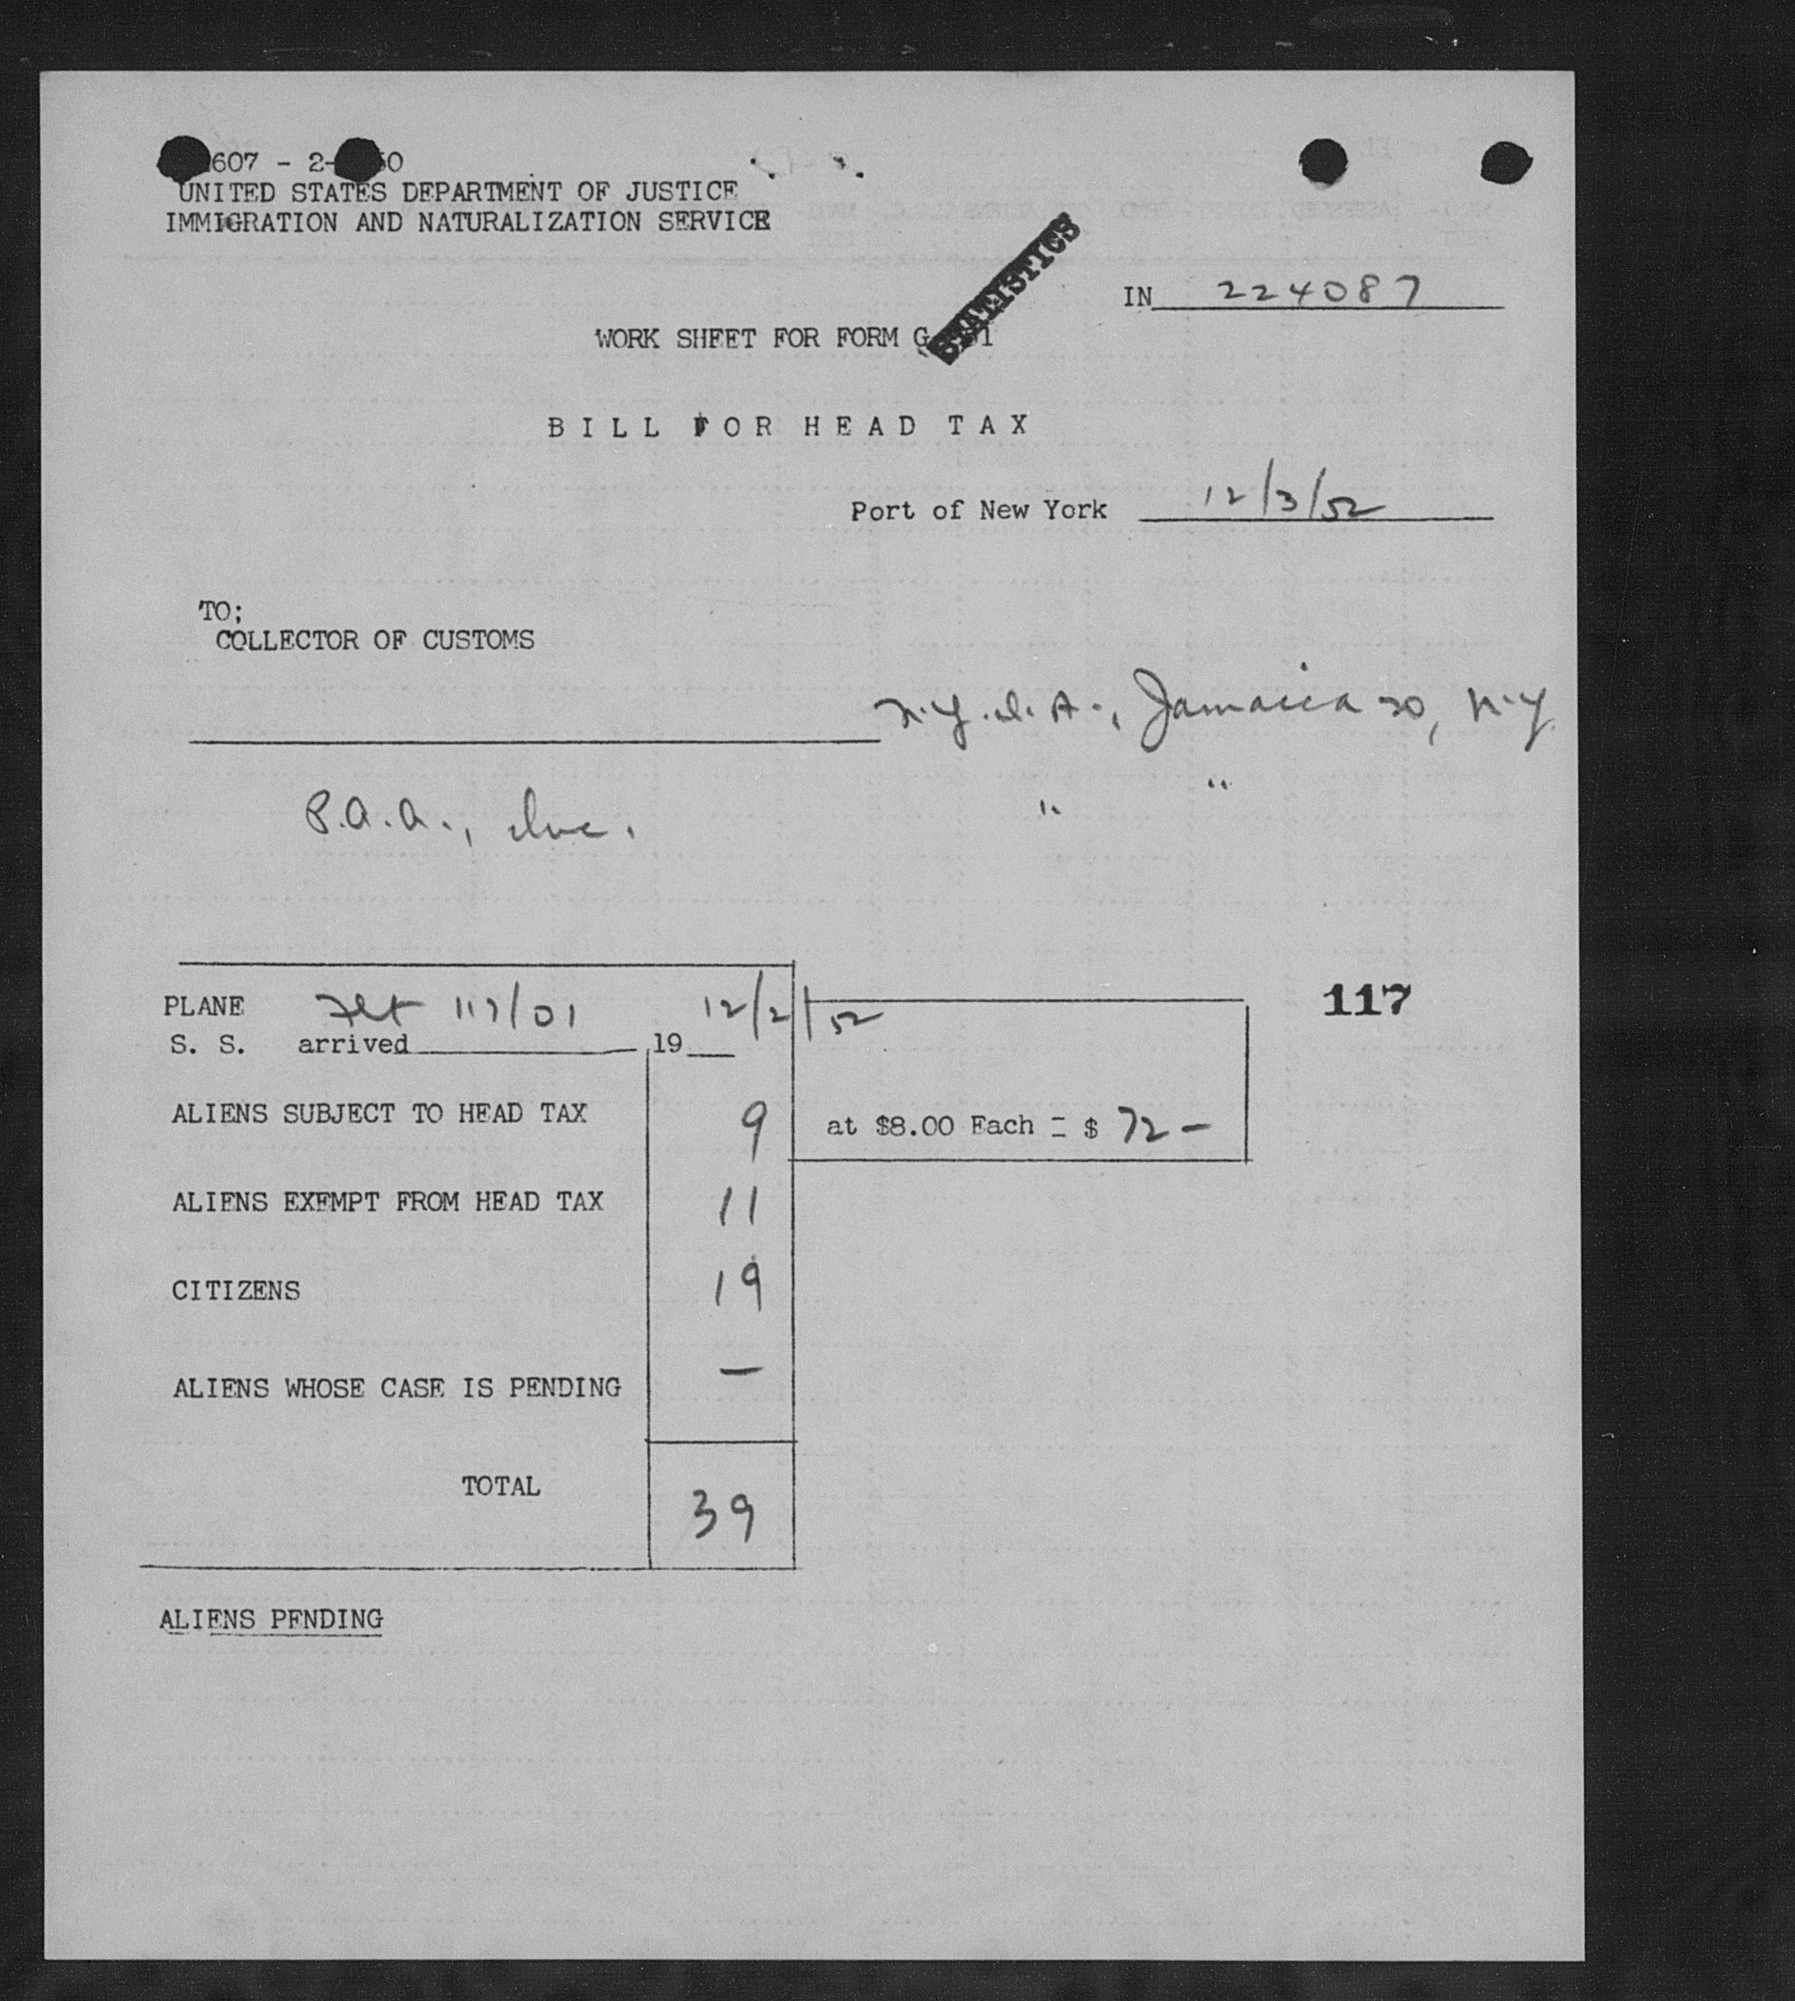 607 - 2- 50
UNITED STATES DEPARTMENT OF JUSTICE
IMMIGRATION AND NATURALIZATION SERVICE
STATISTICS
IN 224087
WORK SHEET FOR FORM G
BILL FOR HEAD TAX
Port of New York 12/3/52
TO;
COLLECTOR OF CUSTOMS
N.Y.I.A., Jamaica 30, N.Y.
P.A.A., Inc. " "
PLANE Flt 117/01 12/2/52
117
S. S. arrived 19
ALIENS SUBJECT TO HEAD TAX 9 at $8.00 Each = $ 72 -
ALIENS EXEMPT FROM HEAD TAX 11
CITIZENS 19
ALIENS WHOSE CASE IS PENDING —
TOTAL 39
ALIENS PENDING